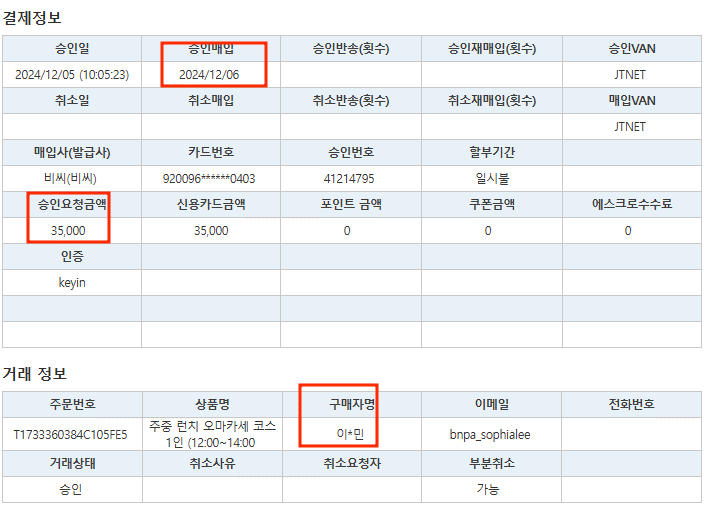 결제정보
승인일 승인매입 승인반송(횟수) 승인재매입(횟수) 승인VAN
2024/12/05 (10:05:23) 2024/12/06 JTNET
취소일 취소매입 취소반송(횟수) 취소재매입(횟수) 매입VAN
JTNET
매입사(발급사) 카드번호 승인번호 할부기간
비씨(비씨) 920096******0403 41214795 일시불
승인요청금액 신용카드금액 포인트 금액 쿠폰금액 에스크로수수료
35,000 35,000 0 0 0
인증
keyin
거래 정보
주문번호 상품명 구매자명 이메일 전화번호
T1733360384C105FE5 주중 런치 오마카세 코스 이*민 bnpa_sophialee
1인 (12:00~14:00
거래상태 취소사유 취소요청자 부분취소
승인 가능